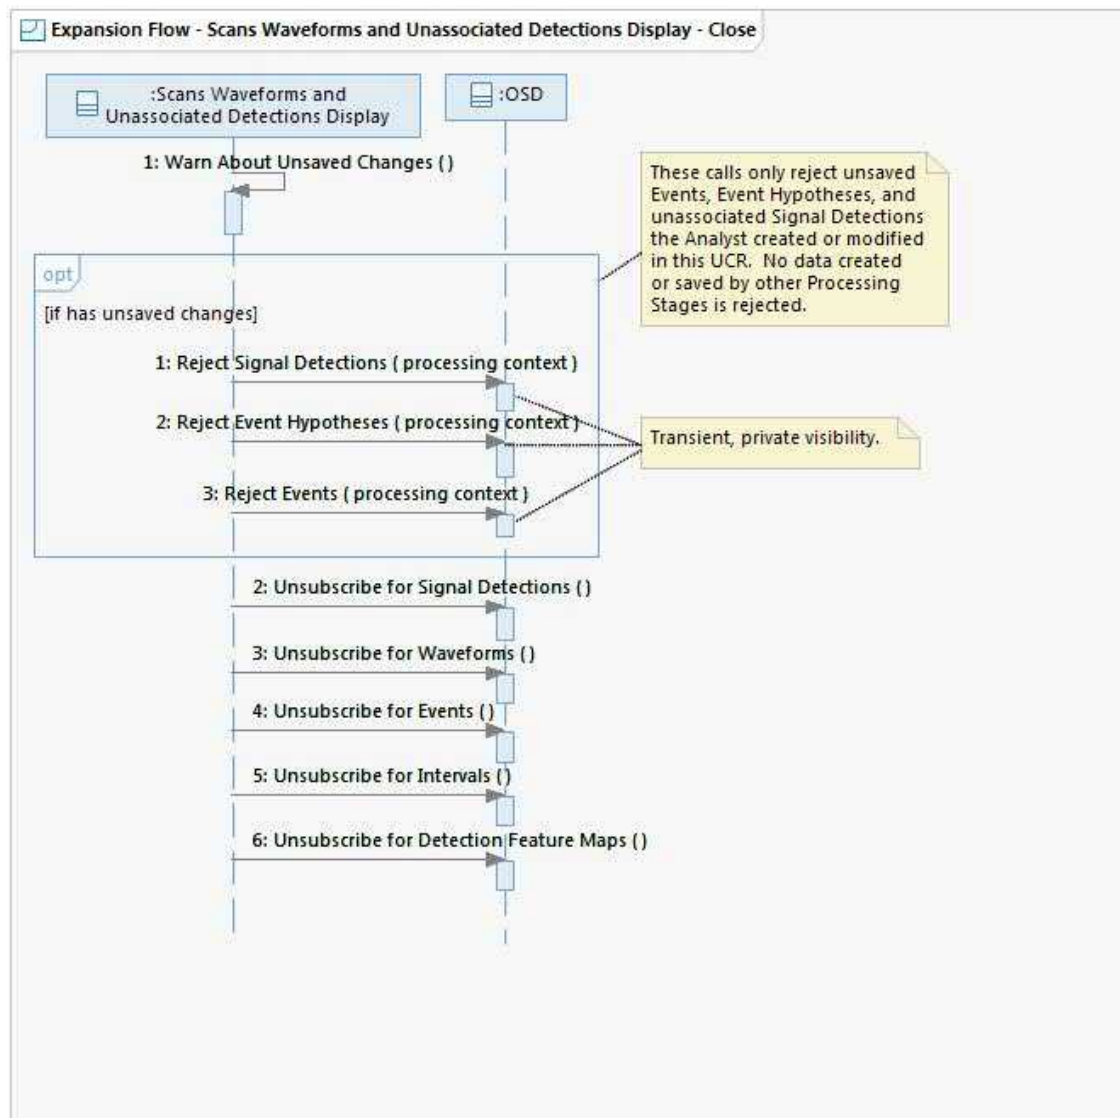 Expansion Flow - Scans Waveforms and Unassociated Detections Display - Close
:Scans Waveforms and
Unassociated Detections Display
:OSD
1: Warn About Unsaved Changes ( )
These calls only reject unsaved
Events, Event Hypotheses, and
unassociated Signal Detections
the Analyst created or modified
in this UCR.  No data created
or saved by other Processing
Stages is rejected.
opt
[if has unsaved changes]
1: Reject Signal Detections ( processing context )
2: Reject Event Hypotheses ( processing context )
Transient, private visibility.
3: Reject Events ( processing context )
2: Unsubscribe for Signal Detections ( )
3: Unsubscribe for Waveforms ( )
4: Unsubscribe for Events ( )
5: Unsubscribe for Intervals ( )
6: Unsubscribe for Detection Feature Maps ( )